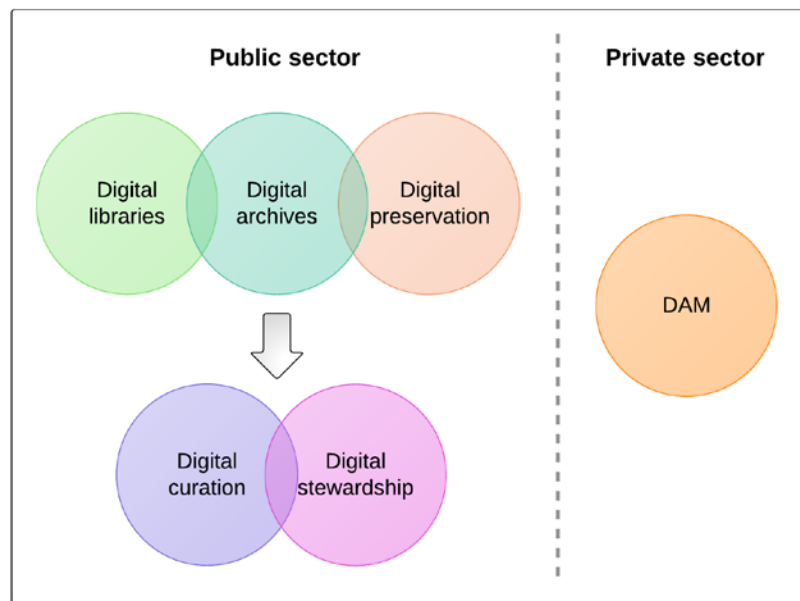 Public sector
Private sector
Digital
libraries
Digital
archives
Digital
preservation
DAM
Digital
curation
Digital
stewardship